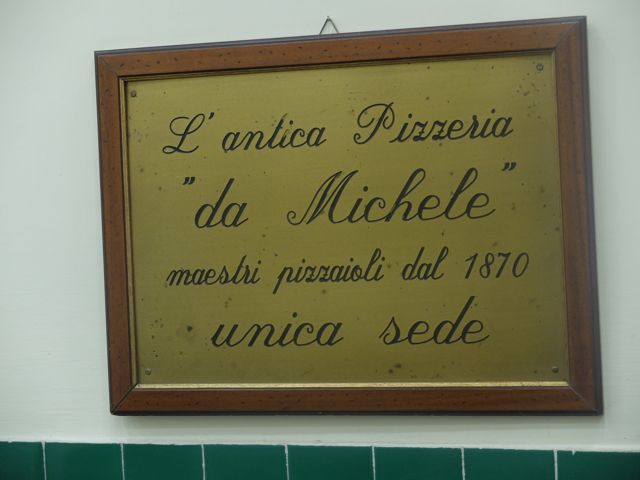 L'antica Pizzeria
"da Michele"
maestri pizzaioli dal 1870
unica sede